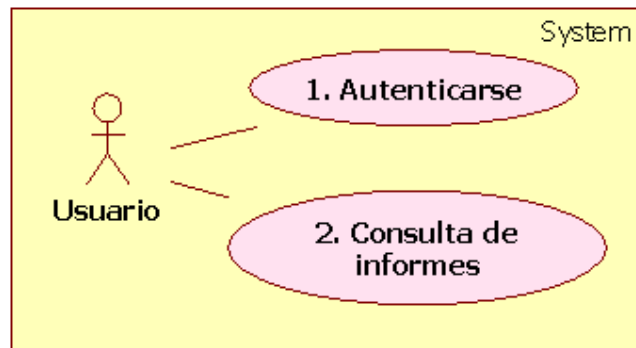 System
1. Autenticarse
Usuario
2. Consulta de
informes